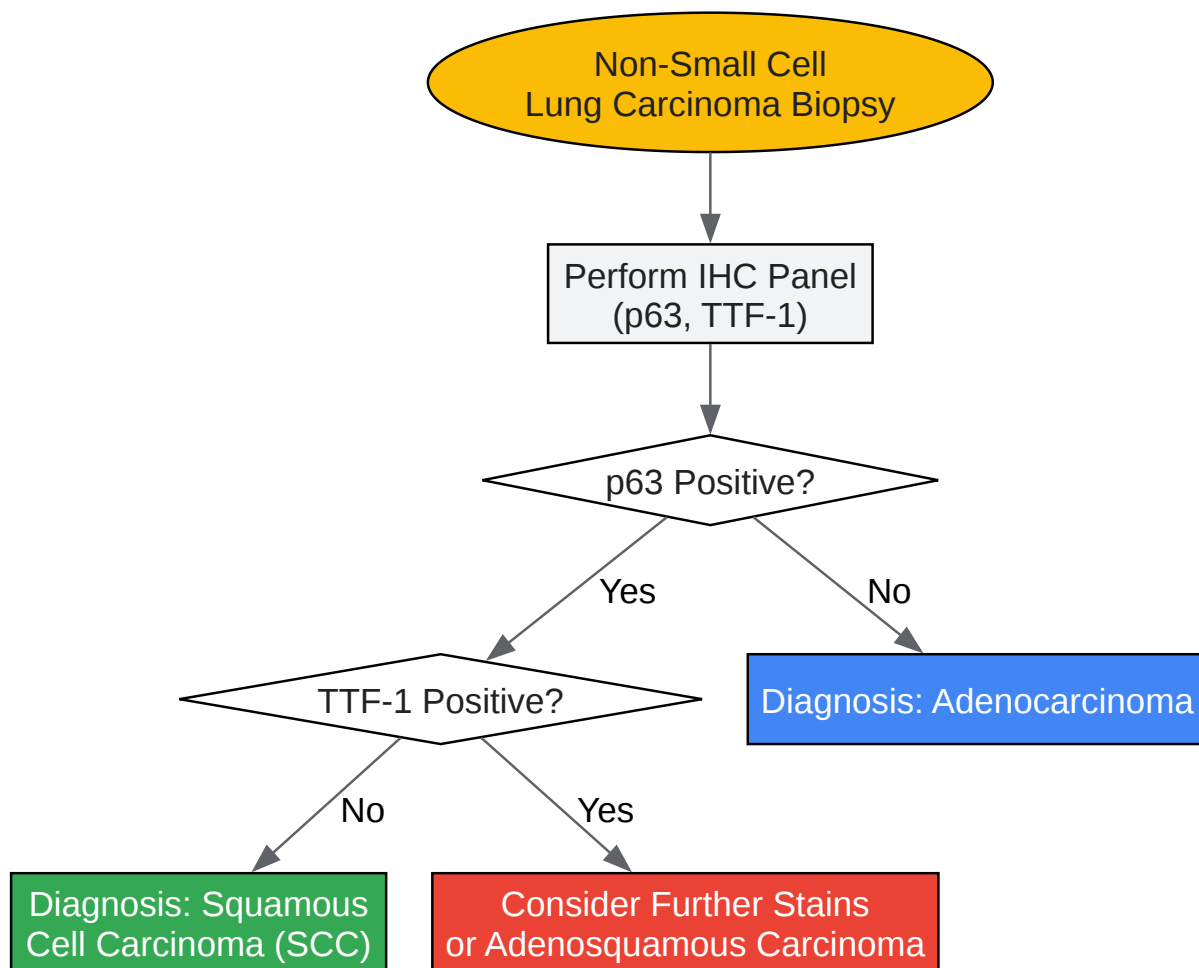 Non-Small Cell
Lung Carcinoma Biopsy
Perform IHC Panel
(p63, TTF-1)
p63 Positive?
Yes
No
TTF-1 Positive?
Diagnosis: Adenocarcinoma
No
Yes
Diagnosis: Squamous
Cell Carcinoma (SCC)
Consider Further Stains
or Adenosquamous Carcinoma